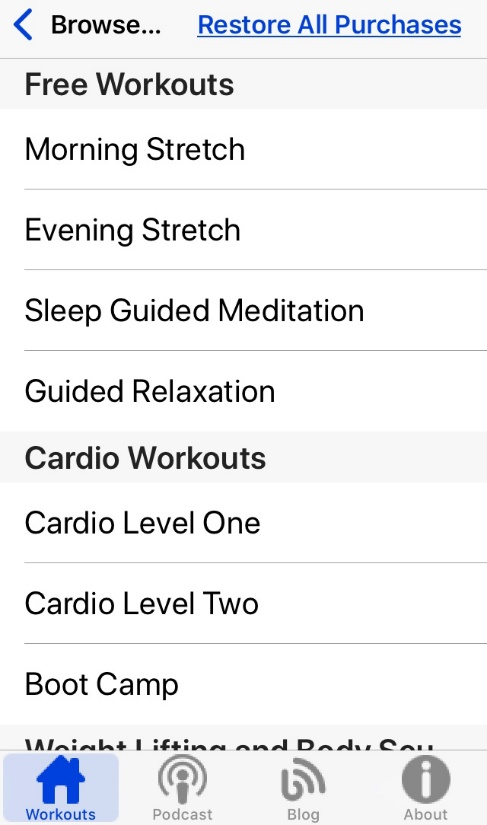 Browse...
Restore All Purchases
Free Workouts
Morning Stretch
Evening Stretch
Sleep Guided Meditation
Guided Relaxation
Cardio Workouts
Cardio Level One
Cardio Level Two
Boot Camp
Weight Lifting and Body
Workouts
Podcast
Blog
About